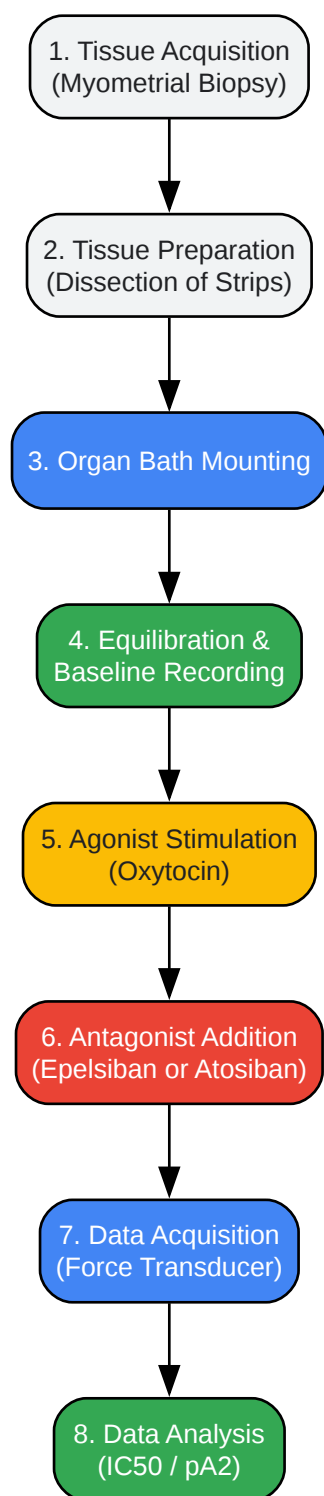 1. Tissue Acquisition
(Myometrial Biopsy)
2. Tissue Preparation
(Dissection of Strips)
3. Organ Bath Mounting
4. Equilibration &
Baseline Recording
5. Agonist Stimulation
(Oxytocin)
6. Antagonist Addition
(Epelsiban or Atosiban)
7. Data Acquisition
(Force Transducer)
8. Data Analysis
(IC50 / pA2)